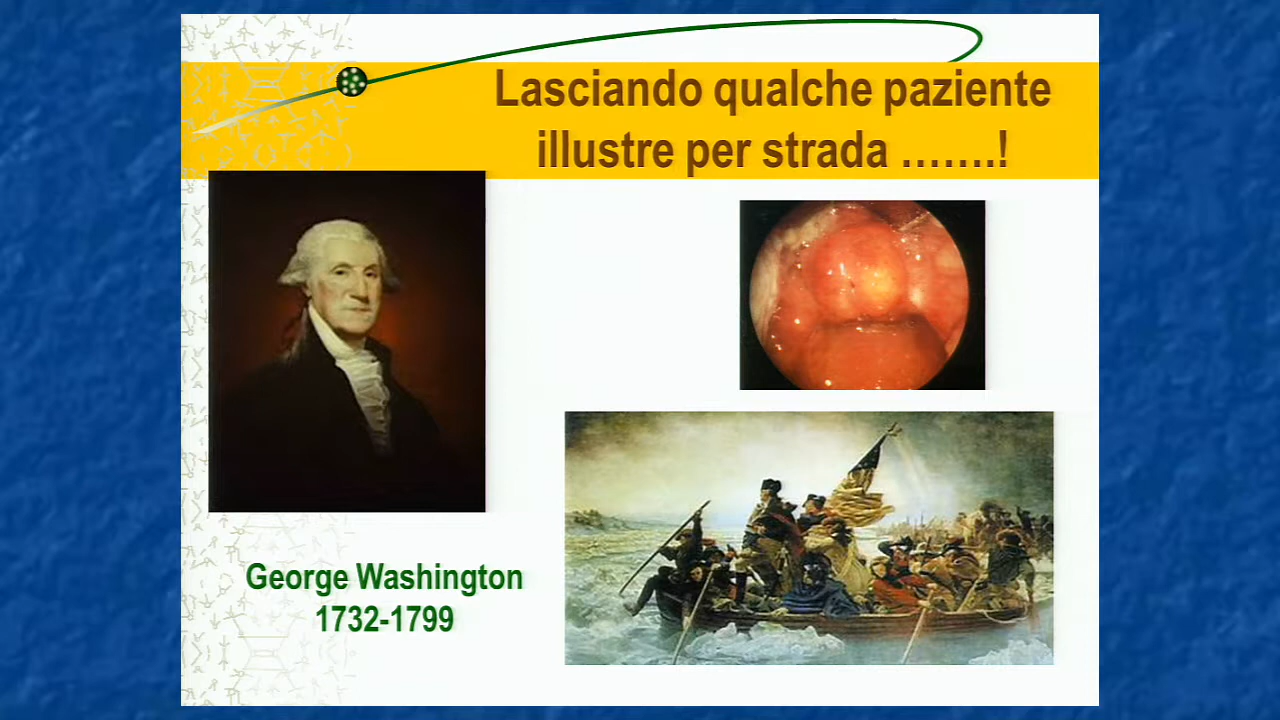 Lasciando qualche paziente
illustre per strada …….!
George Washington
1732-1799